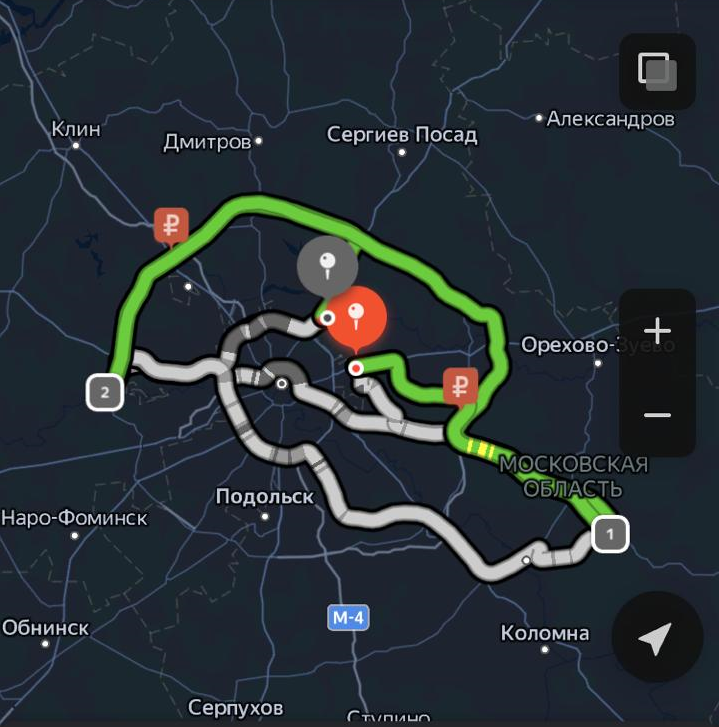 Клин
Дмитров
Сергиев Посад
Александров
₽
Орехово-Зуево
₽
2
МОСКОВСКАЯ
ОБЛАСТЬ
Подольск
Наро-Фоминск
1
М-4
Обнинск
Коломна
Серпухов
Ступино